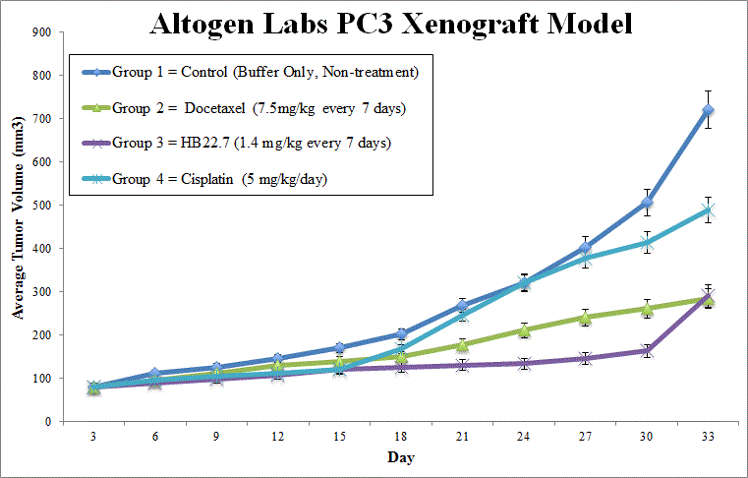 Altogen Labs PC3 Xenograft Model
Group 1 = Control (Buffer Only, Non-treatment)
Group 2 = Docetaxel (7.5mg/kg every 7 days)
Group 3 = HB22.7 (1.4 mg/kg every 7 days)
Group 4 = Cisplatin (5 mg/kg/day)
Average Tumor Volume (mm3)
900
800
700
600
500
400
300
200
100
0
3 6 9 12 15 18 21 24 27 30 33
Day